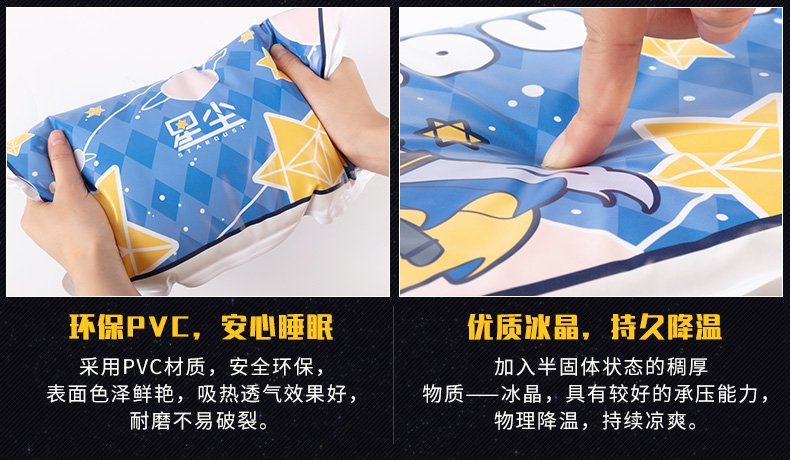 星尘
STARDUST
环保PVC，安心睡眠
采用PVC材质，安全环保，
表面色泽鲜艳，吸热透气效果好，
耐磨不易破裂。
优质冰晶，持久降温
加入半固体状态的稠厚
物质——冰晶，具有较好的承压能力，
物理降温，持续凉爽。